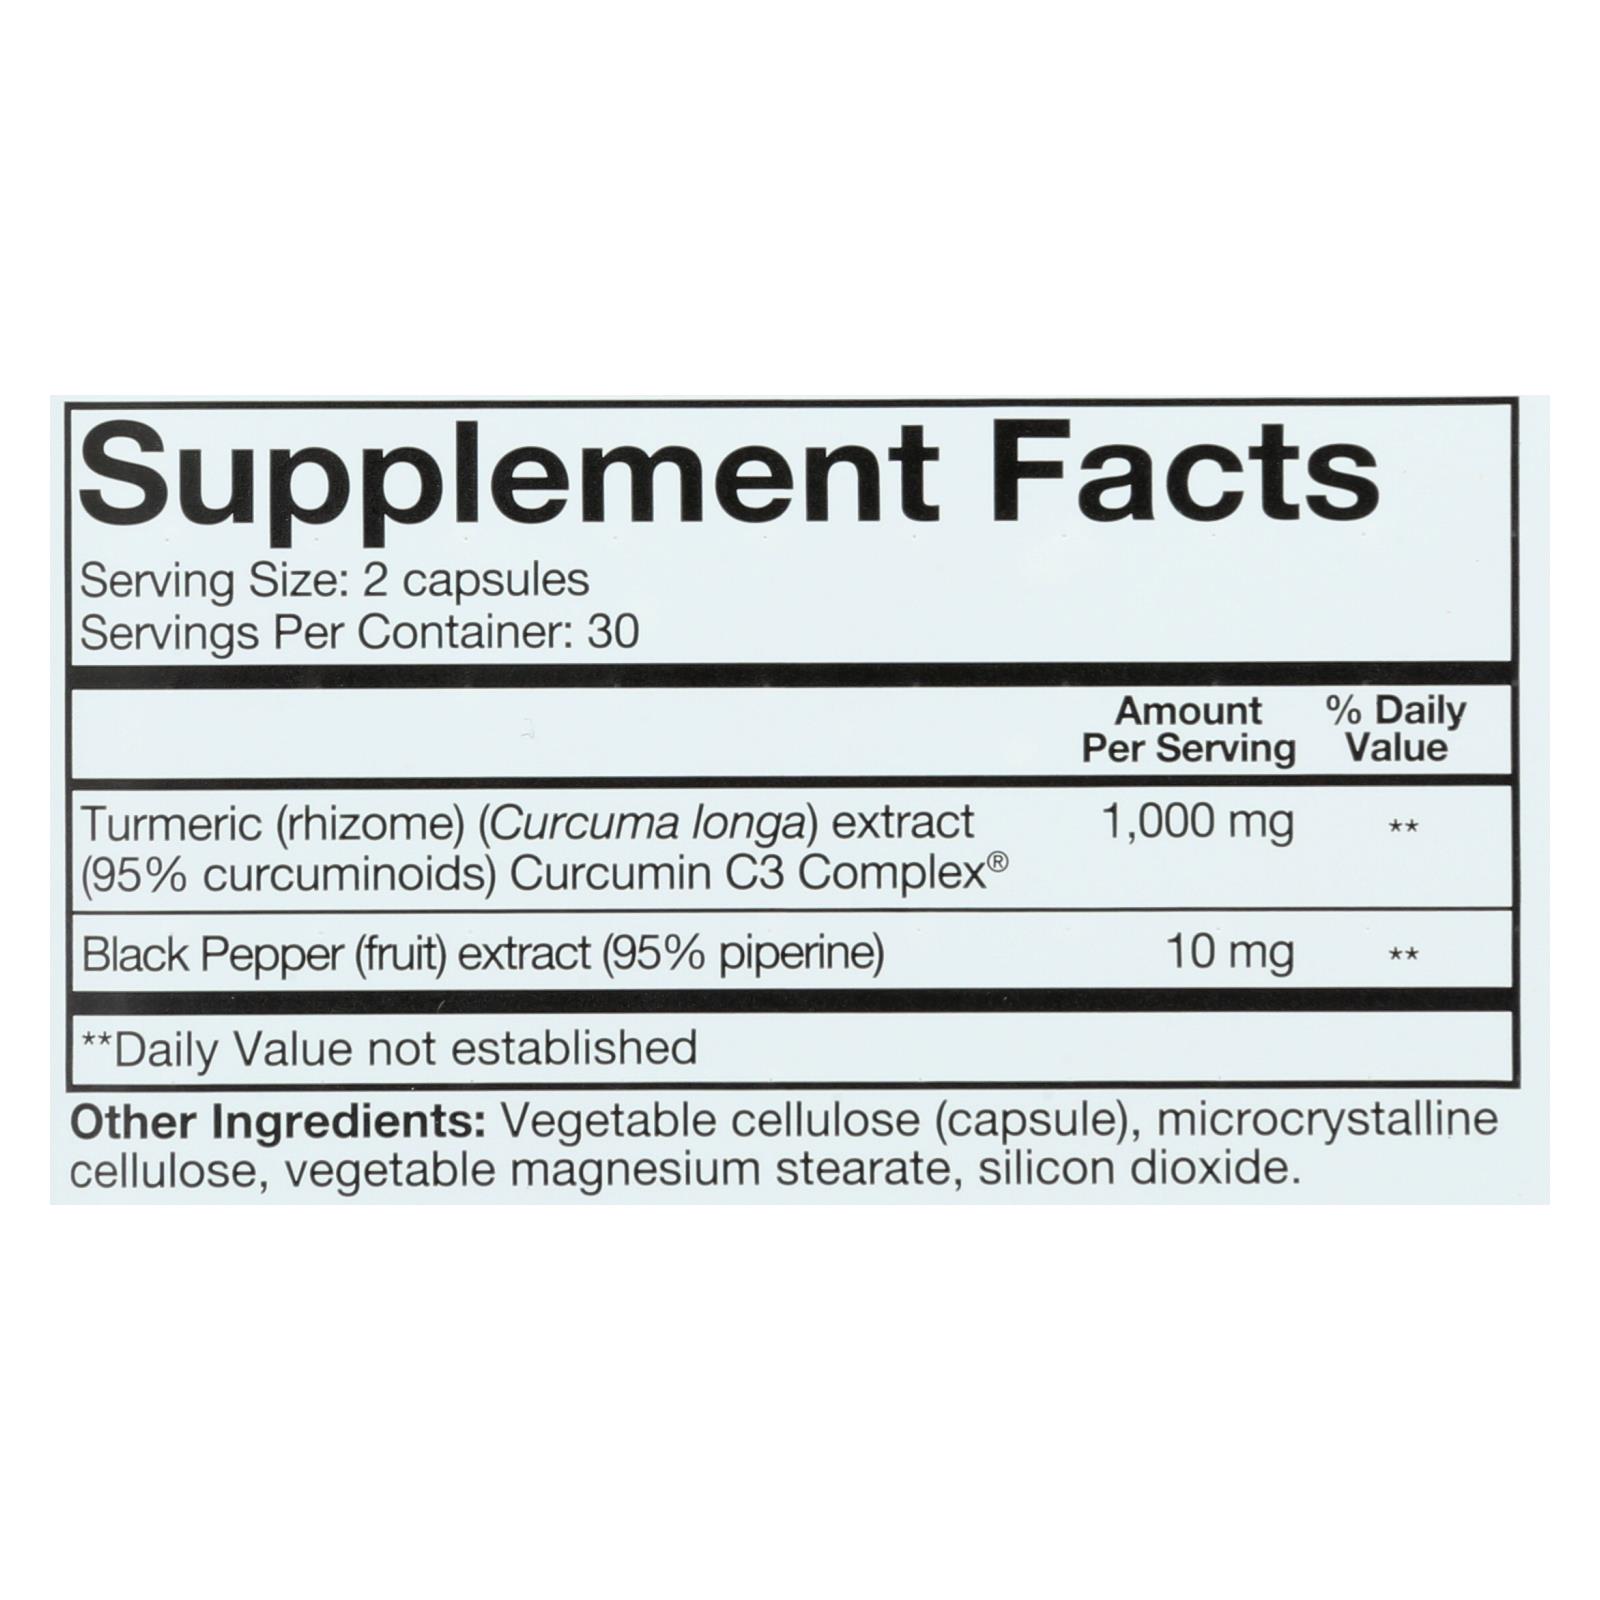 Supplement Facts
Serving Size: 2 capsules
Servings Per Container: 30
Amount Per Serving % Daily Value
Turmeric (rhizome) (Curcuma longa) extract 1,000 mg **
(95% curcuminoids) Curcumin C3 Complex®
Black Pepper (fruit) extract (95% piperine) 10 mg **
**Daily Value not established
Other Ingredients: Vegetable cellulose (capsule), microcrystalline
cellulose, vegetable magnesium stearate, silicon dioxide.